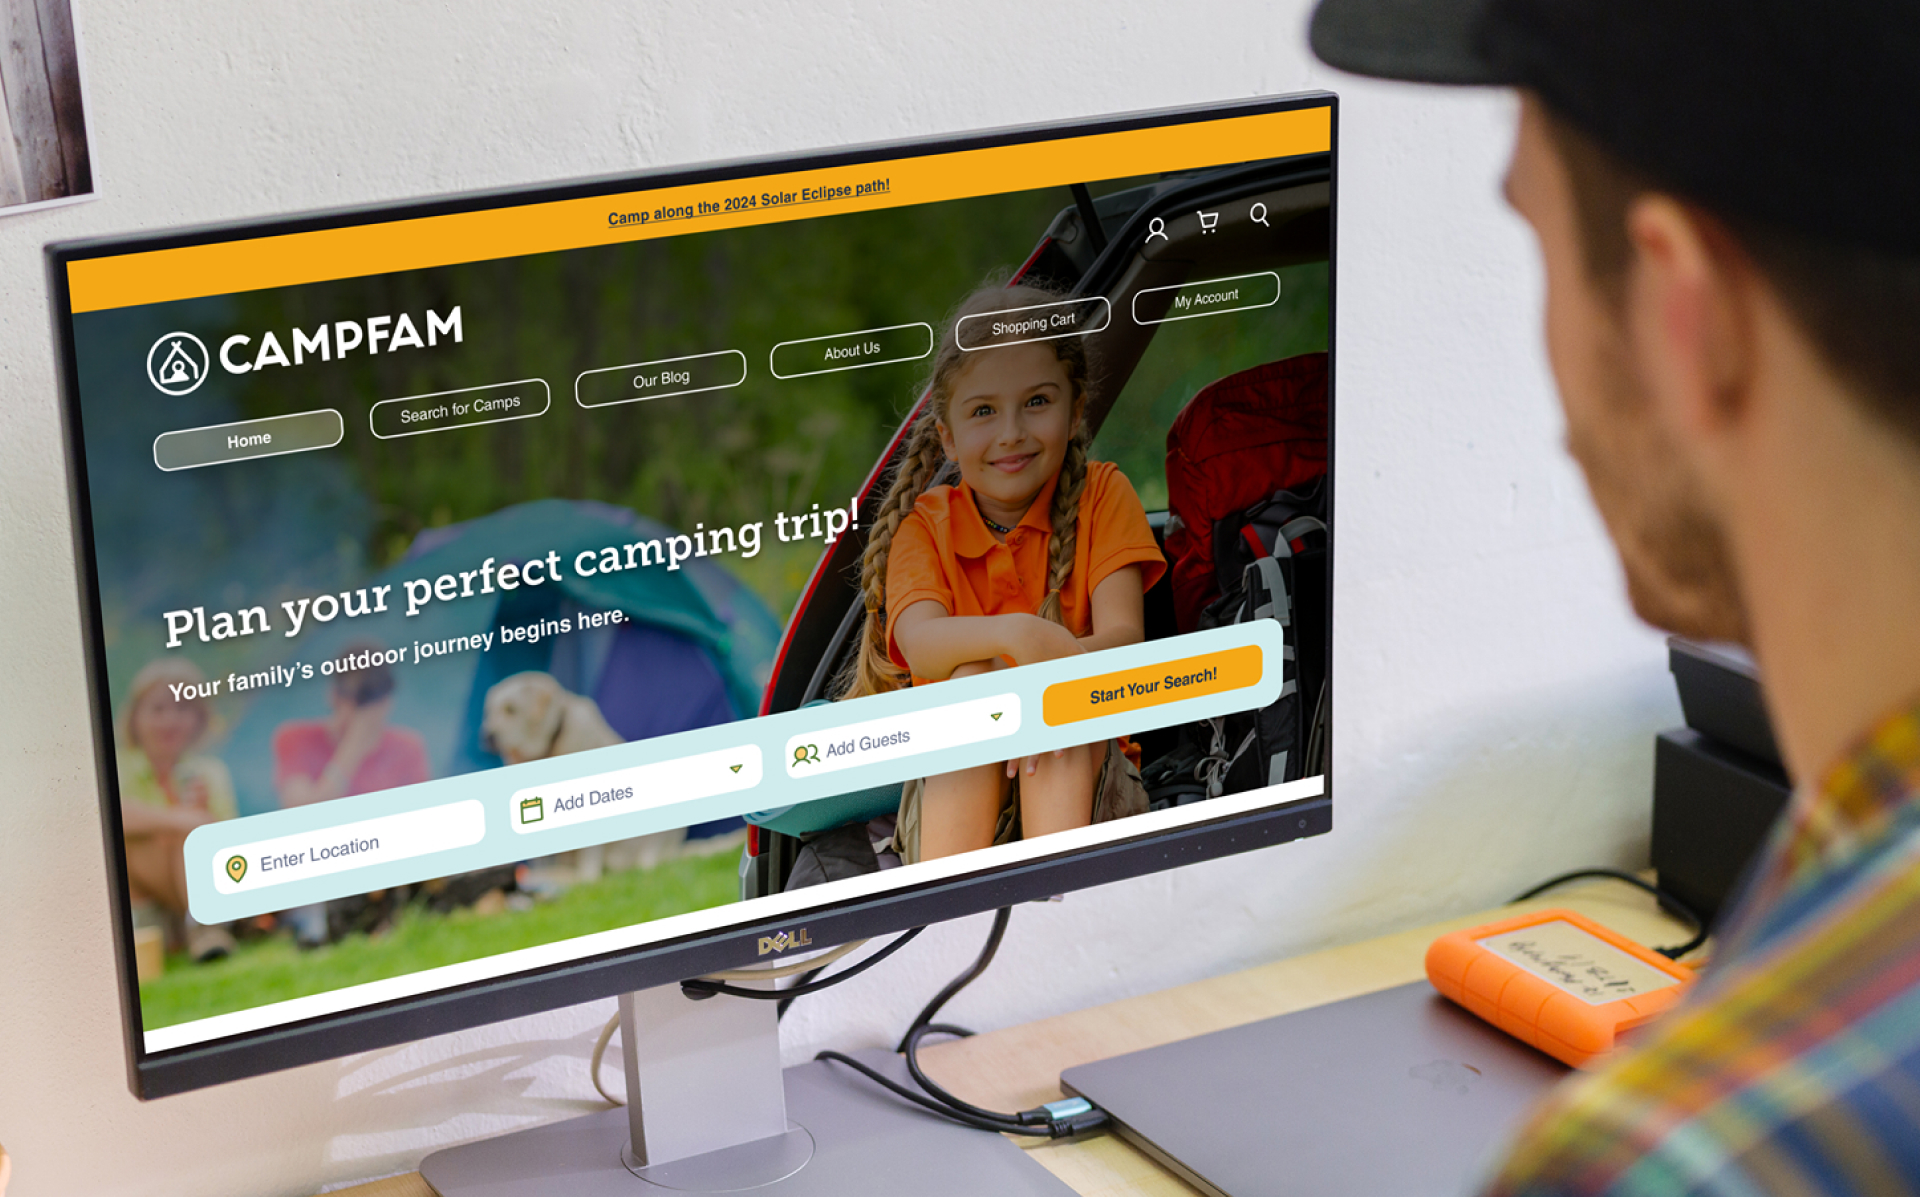 Camp along the 2024 Solar Eclipse path!
CAMPFAM
Home
Search for Camps
Our Blog
About Us
Shopping Cart
My Account
Plan your perfect camping trip!
Your family's outdoor journey begins here.
Enter Location
Add Dates
Add Guests
Start Your Search!
DELL